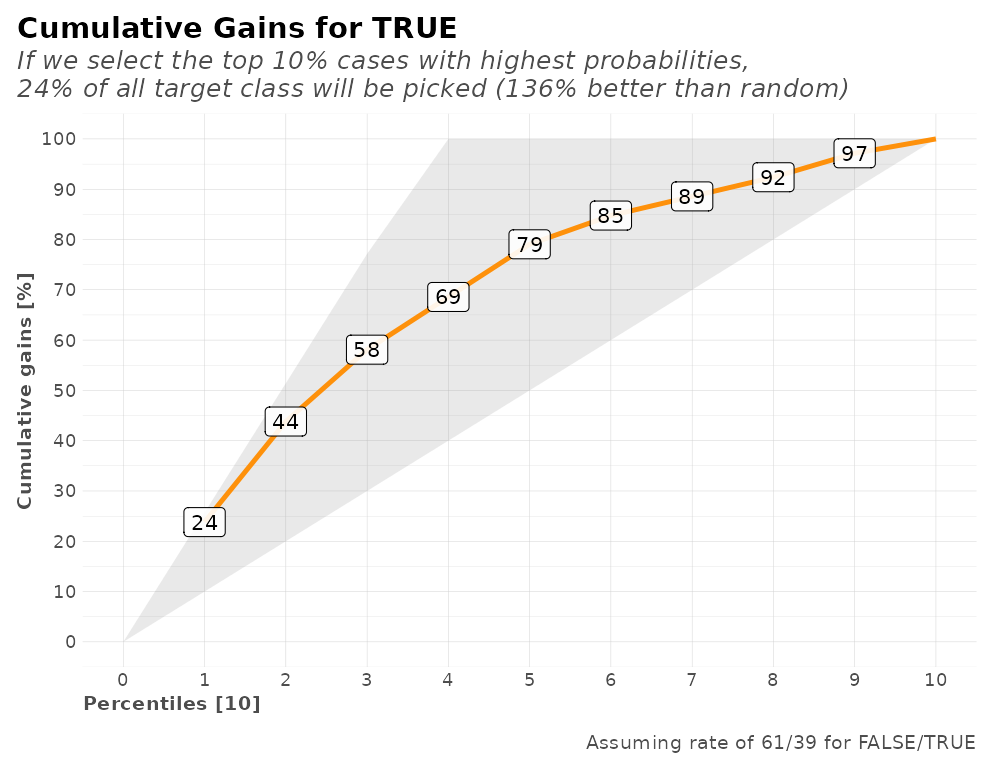 Cumulative Gains for TRUE
If we select the top 10% cases with highest probabilities,
24% of all target class will be picked (136% better than random)
Cumulative gains [%]
100
90
80
70
60
50
40
30
20
10
0
24
44
58
69
79
85
89
92
97
0 1 2 3 4 5 6 7 8 9 10
Percentiles [10]
Assuming rate of 61/39 for FALSE/TRUE